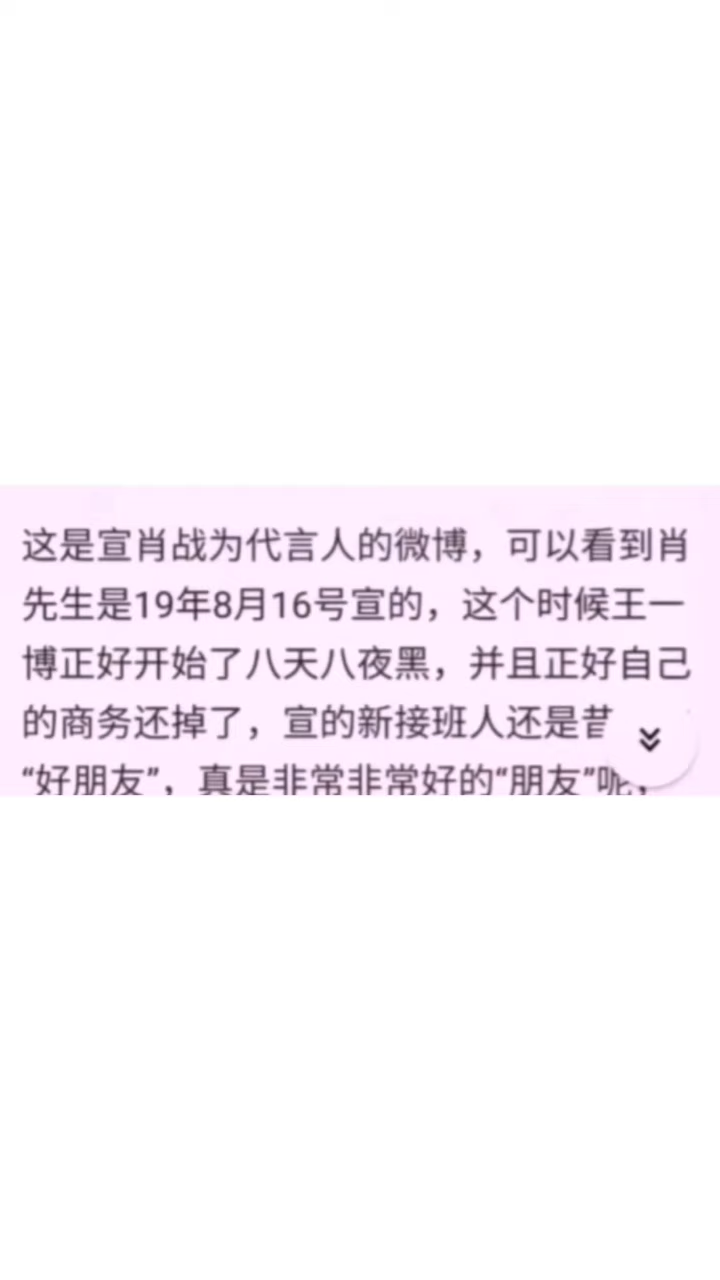 这是宣肖战为代言人的微博，可以看到肖
先生是19年8月16号宣的，这个时候王一
博正好开始了八天八夜黑，并且正好自己
的商务还掉了，宣的新接班人还是昔
“好朋友”，真是非常非常好的“朋友”呢，